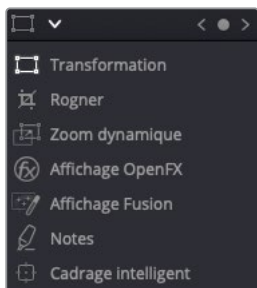 Transformation
Rogner
Zoom dynamique
Affichage OpenFX
Affichage Fusion
Notes
Cadrage intelligent